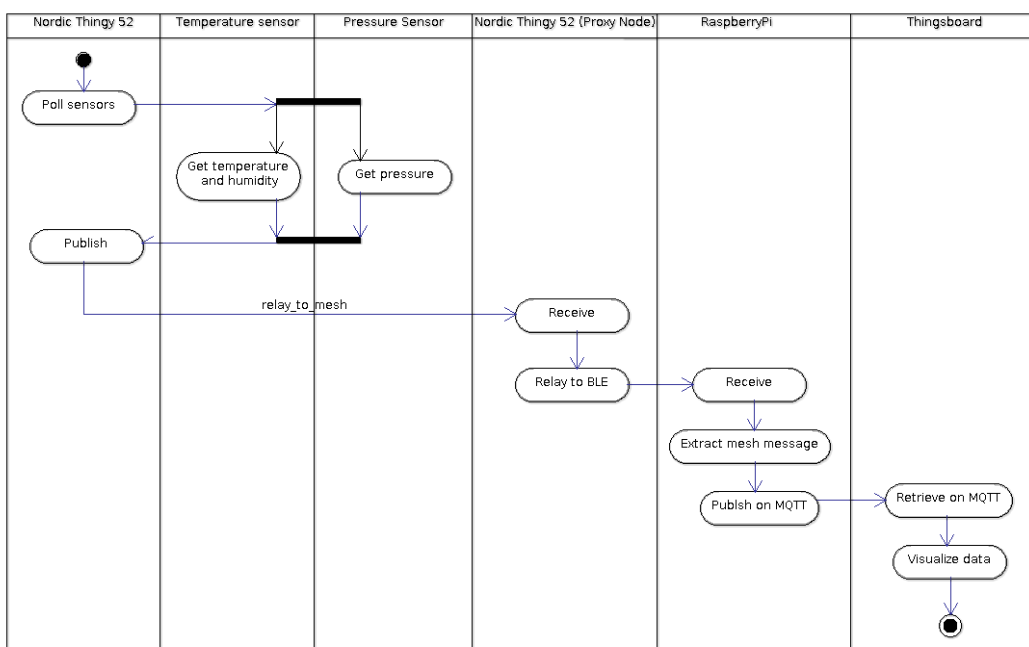 Nordic Thingy 52
Temperature sensor
Pressure Sensor
Nordic Thingy 52 (Proxy Node)
RaspberryPi
Thingsboard
Poll sensors
Get temperature
and humidity
Get pressure
Publish
relay_to_mesh
Receive
Relay to BLE
Receive
Extract mesh message
Publsh on MQTT
Retrieve on MQTT
Visualize data